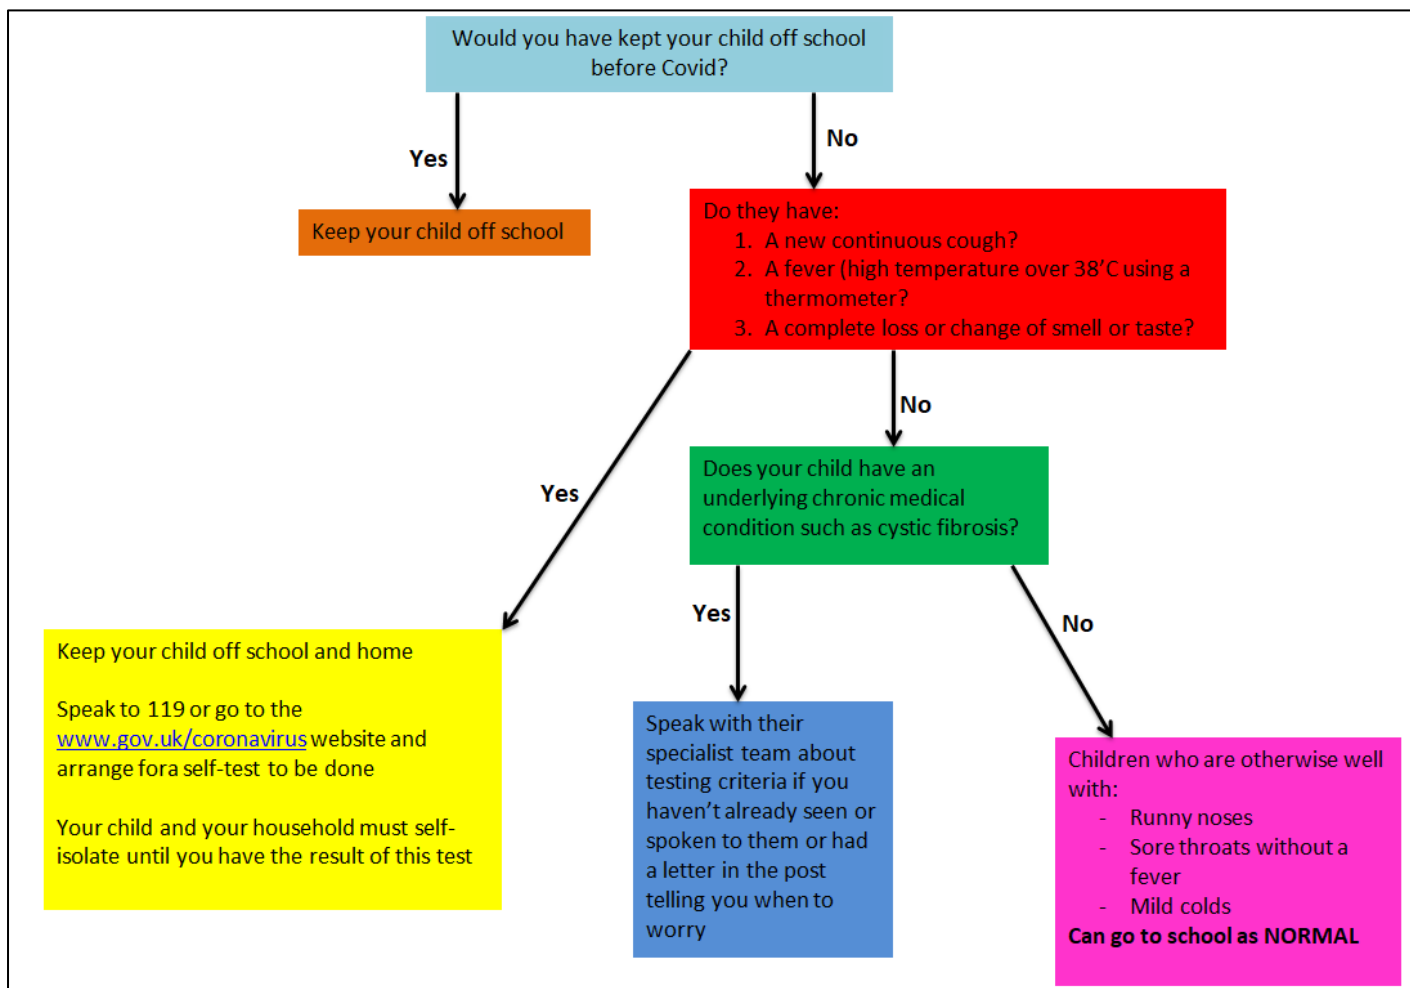 Would you have kept your child off school
before Covid?
Yes
No
Keep your child off school
Do they have:
1. A new continuous cough?
2. A fever (high temperature over 38'C using a
thermometer?
3. A complete loss or change of smell or taste?
Yes
No
Does your child have an
underlying chronic medical
condition such as cystic fibrosis?
Yes
No
Keep your child off school and home
Speak to 119 or go to the
www.gov.uk/coronavirus website and
arrange fora self-test to be done
Your child and your household must self-
isolate until you have the result of this test
Speak with their
specialist team about
testing criteria if you
haven't already seen or
spoken to them or had
a letter in the post
telling you when to
worry
Children who are otherwise well
with:
- Runny noses
- Sore throats without a
fever
- Mild colds
Can go to school as NORMAL